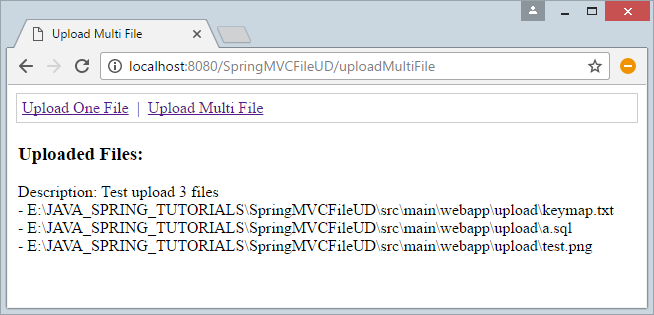 Upload Multi File
localhost:8080/SpringMVCFileUD/uploadMultiFile
Upload One File | Upload Multi File
Uploaded Files:
Description: Test upload 3 files
- E:\JAVA_SPRING_TUTORIALS\SpringMVCFileUD\src\main\webapp\upload\keymap.txt
- E:\JAVA_SPRING_TUTORIALS\SpringMVCFileUD\src\main\webapp\upload\a.sql
- E:\JAVA_SPRING_TUTORIALS\SpringMVCFileUD\src\main\webapp\upload\test.png